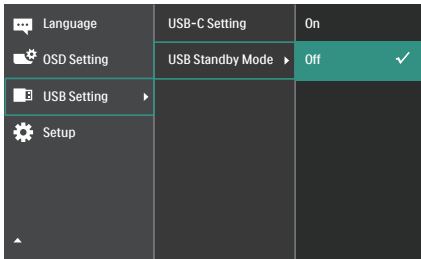 Language
OSD Setting
USB Setting
Setup
USB-C Setting
USB Standby Mode
On
Off